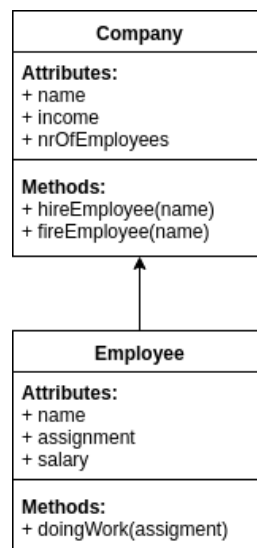 Company
Attributes:
+ name
+ income
+ nrOfEmployees
Methods:
+ hireEmployee(name)
+ fireEmployee(name)
Employee
Attributes:
+ name
+ assignment
+ salary
Methods:
+ doingWork(assigment)